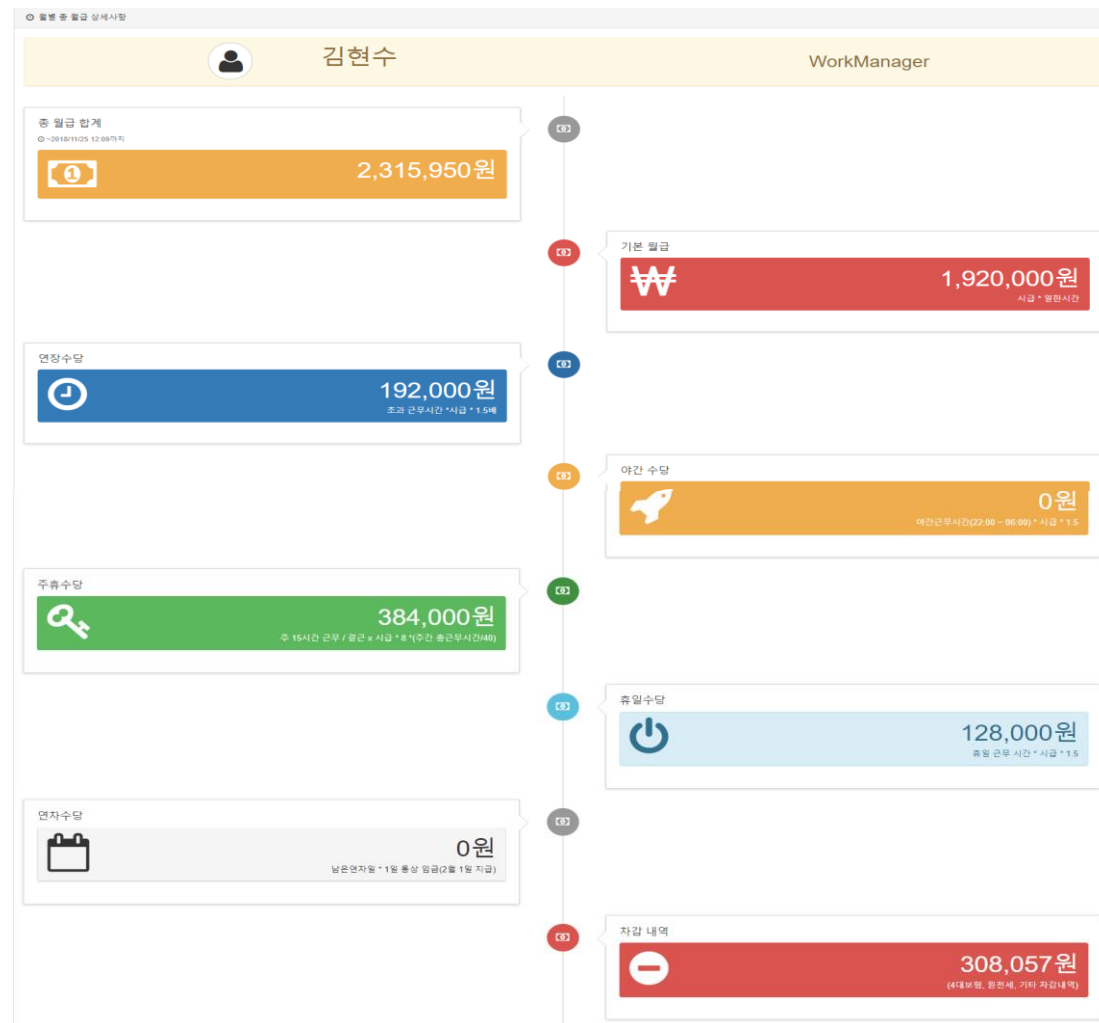 월별 총 월급 상세사항
김현수
WorkManager
총 월급 합계
~2018/11/25 12:09까지
2,315,950원
기본 월급
1,920,000원
시급 * 일한시간
연장수당
192,000원
초과 근무시간 *시급 * 1.5배
야간 수당
0원
야간근무시간(22:00 ~ 06:00) * 시급 * 1.5
주휴수당
384,000원
주 15시간 근무 / 결근 x 시급 * 8 *(주간 총근무시간/40)
휴일수당
128,000원
휴일 근무 시간 * 시급 * 1.5
연차수당
0원
남은연차일 * 1일 통상 임금(2월 1일 지급)
차감 내역
308,057원
(4대보험, 원천세, 기타 차감내역)